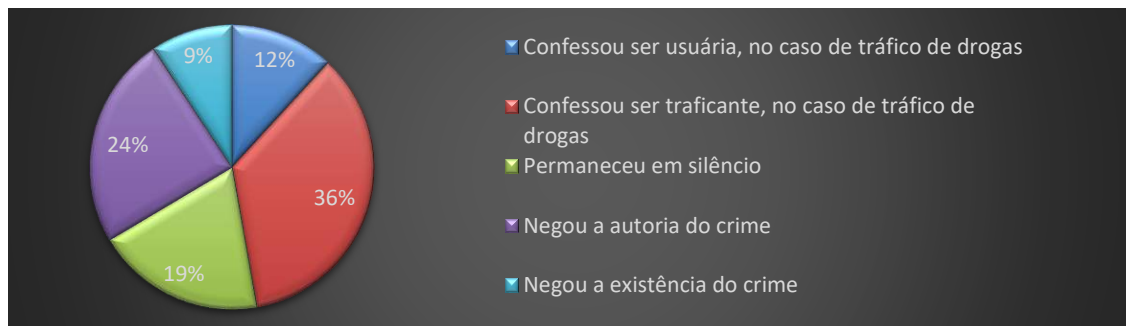 9%
12%
24%
36%
19%
Confessou ser usuária, no caso de tráfico de drogas
Confessou ser traficante, no caso de tráfico de
drogas
Permaneceu em silêncio
Negou a autoria do crime
Negou a existência do crime